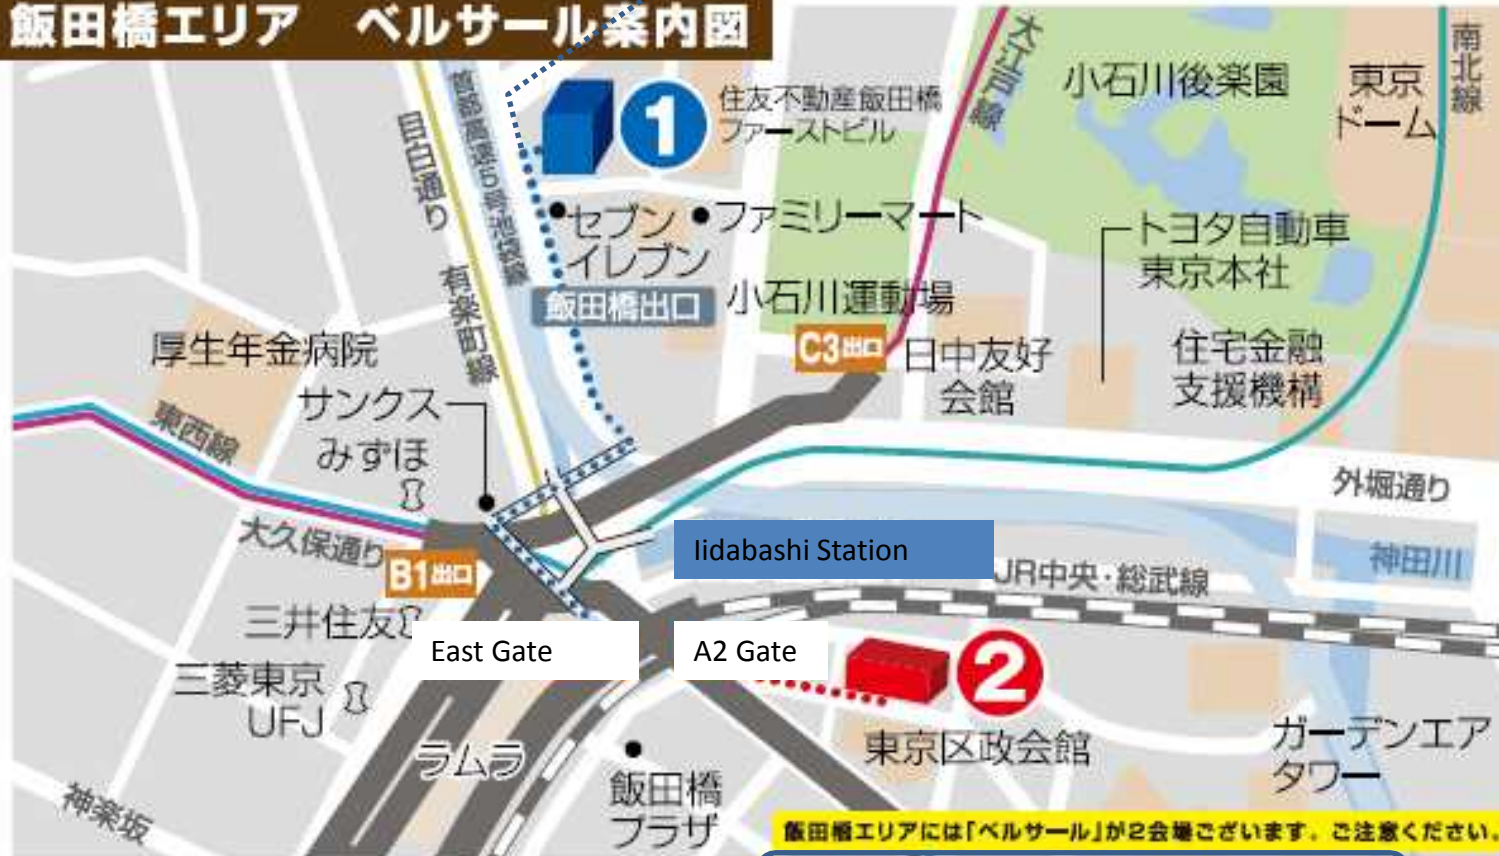 飯田橋エリア　ベルサール案内図
大江戸線
小石川後楽園
東京
ドーム
南北線
首都高速5号池袋線
目白通り
1
住友不動産飯田橋
ファーストビル
セブン
イレブン
ファミリーマート
トヨタ自動車
東京本社
有楽町線
飯田橋出口
小石川運動場
厚生年金病院
C3出口
日中友好
会館
住宅金融
支援機構
サンクス
みずほ
東西線
外堀通り
大久保通り
B1出口
Iidabashi Station
JR中央・総武線
神田川
三井住友
East Gate
A2 Gate
2
三菱東京
UFJ
ラムラ
飯田橋
プラザ
東京区政会館
ガーデンエア
タワー
神楽坂
飯田橋エリアには「ベルサール」が2会場ございます。ご注意ください。